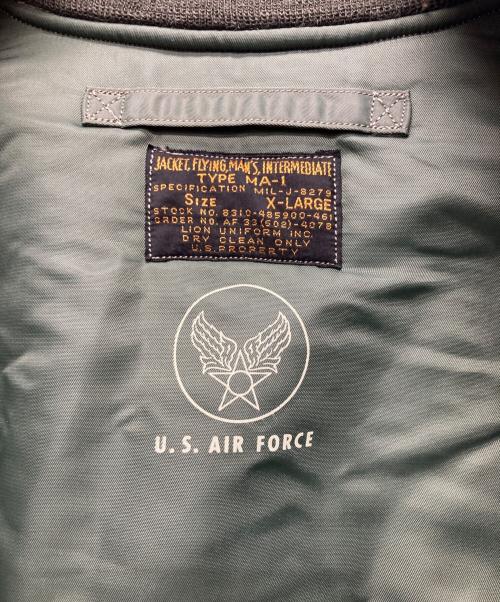 JACKET, FLYING, MAN'S, INTERMEDIATE
TYPE MA-1
SPECIFICATION MIL-J-8279
SIZE X-LARGE
STOCK NO. 8310-485900-461
ORDER NO. AF 33(502)-4078
LION UNIFORM INC.
DRY CLEAN ONLY
U.S. PROPERTY
U. S. AIR FORCE